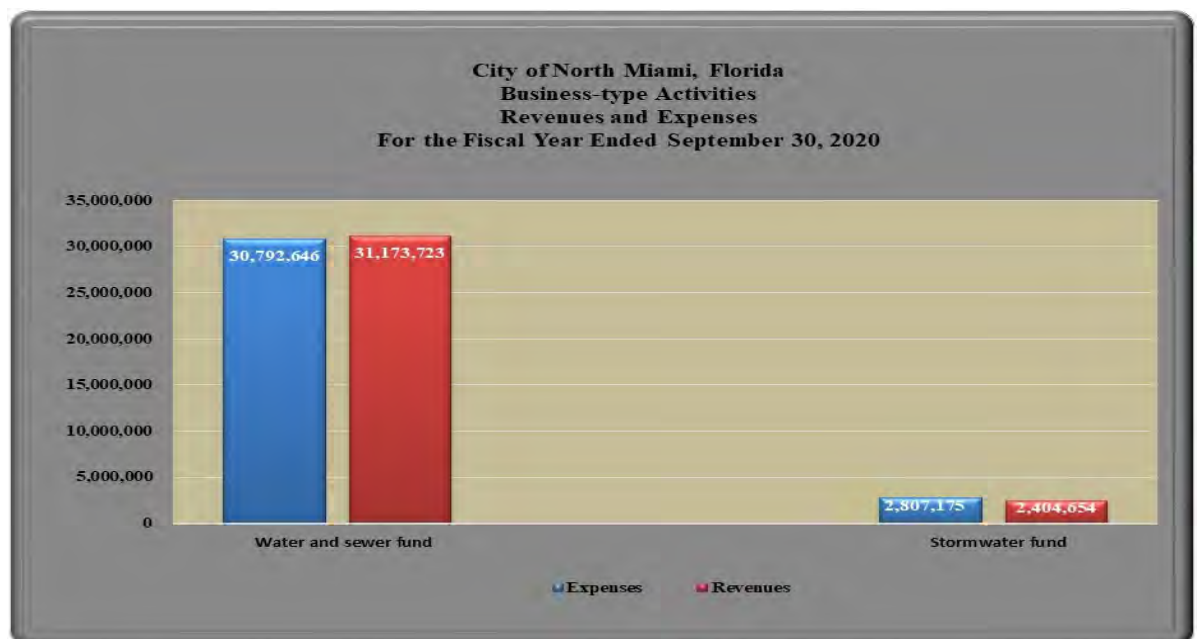 City of North Miami, Florida
Business-type Activities
Revenues and Expenses
For the Fiscal Year Ended September 30, 2020
35,000,000
30,000,000
25,000,000
20,000,000
15,000,000
10,000,000
5,000,000
0
30,792,646
31,173,723
2,807,175
2,404,654
Water and sewer fund
Stormwater fund
Expenses
Revenues